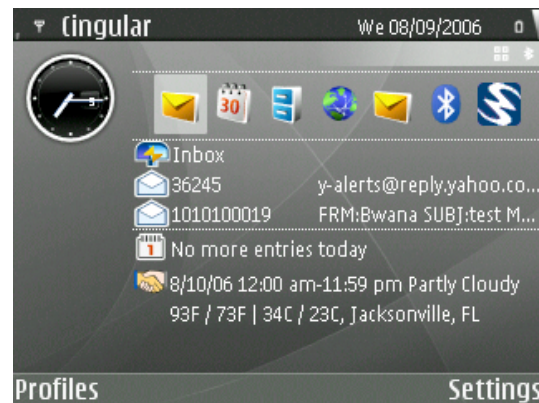 Cingular We 08/09/2006
30
Inbox
36245 y-alerts@reply.yahoo.co...
1010100019 FRM:Bwana SUBJ:test M...
1 No more entries today
8/10/06 12:00 am-11:59 pm Partly Cloudy
93F / 73F | 34C / 23C, Jacksonville, FL
Profiles Settings